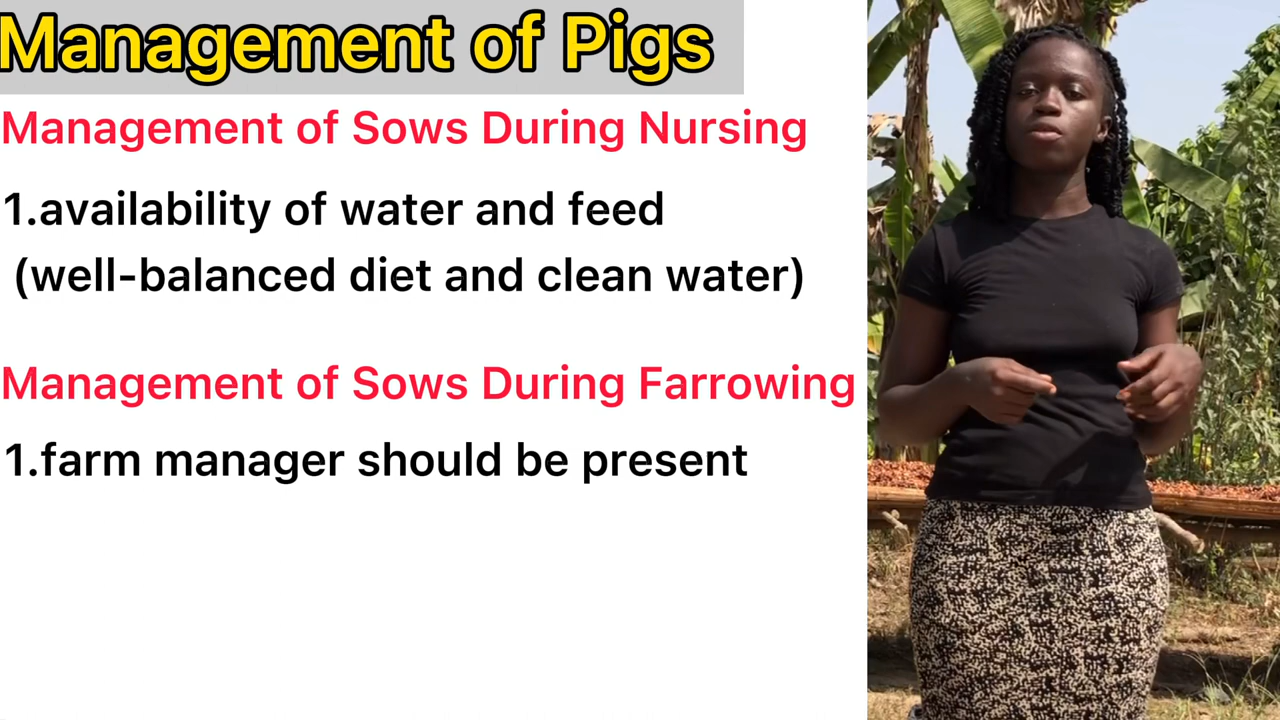 Management of Pigs
Management of Sows During Nursing
1.availability of water and feed
(well-balanced diet and clean water)
Management of Sows During Farrowing
1.farm manager should be present